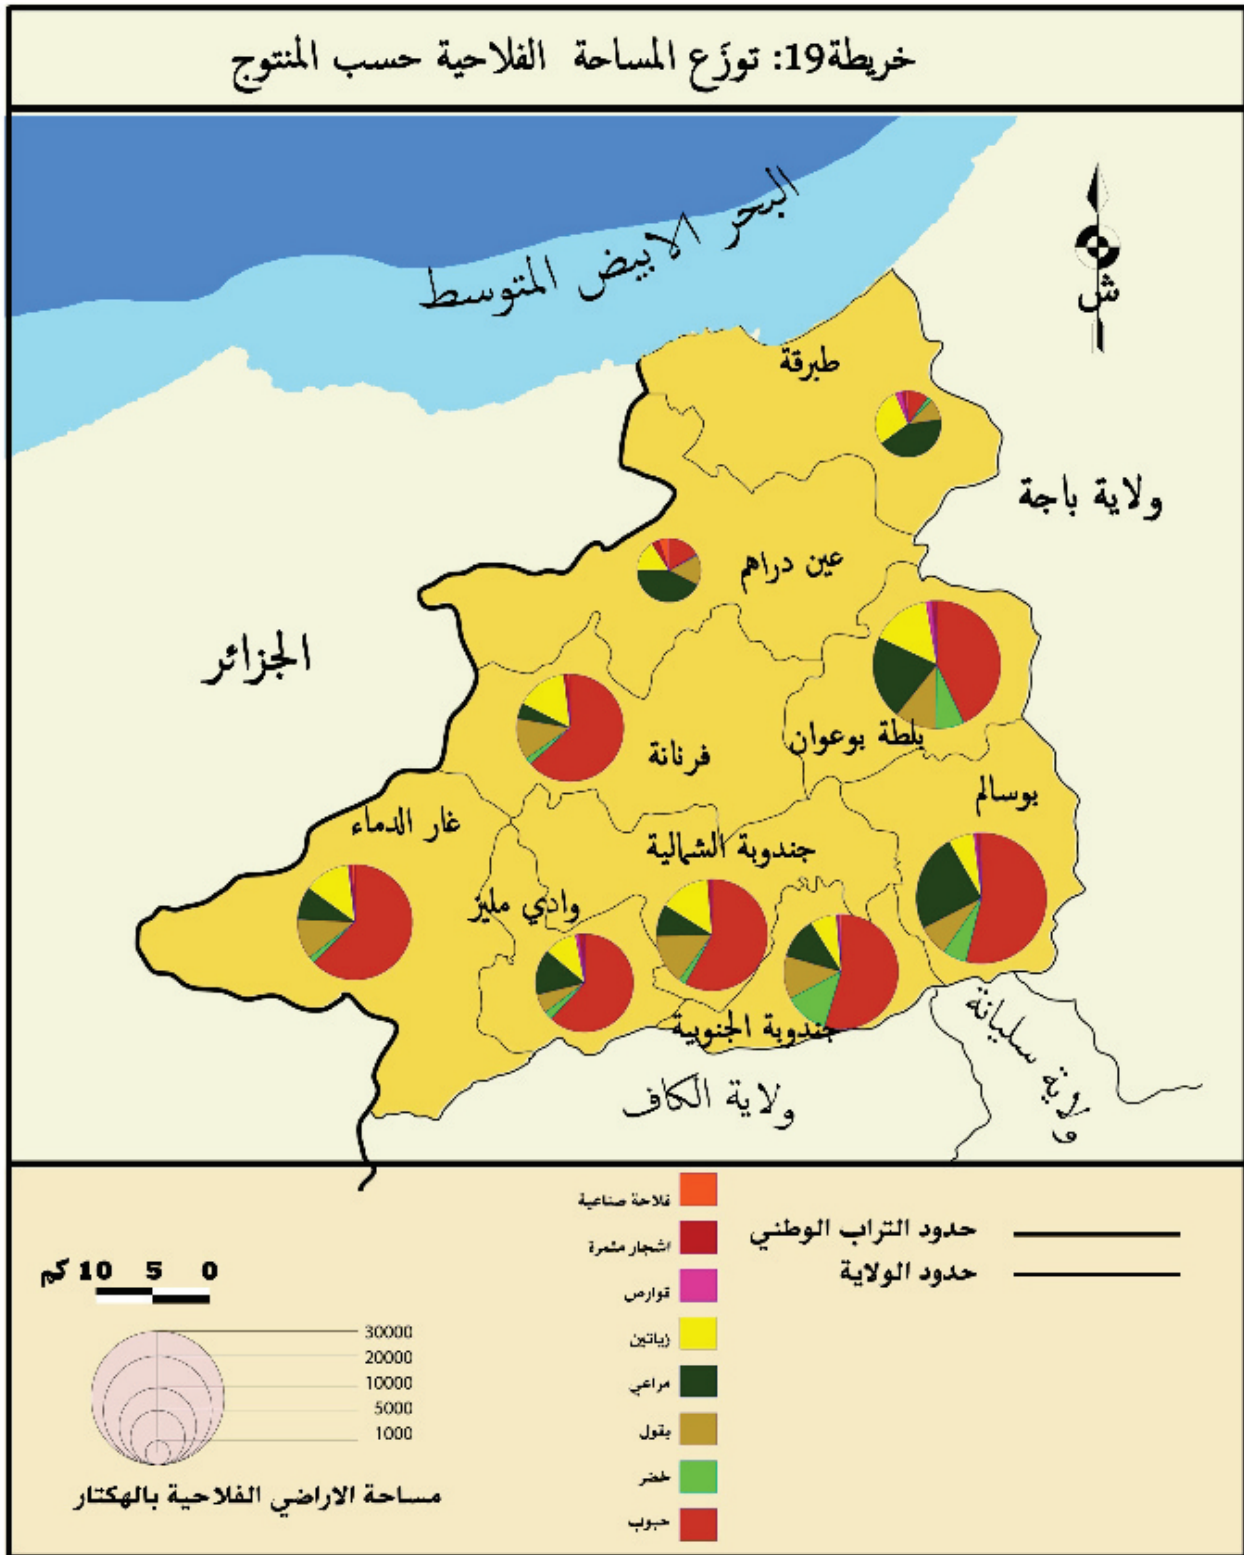 خريطة19: توزَع المساحة الفلاحية حسب المنتوج
البحر الابيض المتوسط
ش
طبرقة
ولاية باجة
عين دراهم
الجزائر
بلطة بوعوان
فرنانة
بوسالم
غار الدماء
جندوبة الشمالية
وادي مليز
جندوبة الجنوبية
ولاية سليانة
ولاية الكاف
حدود التراب الوطني
حدود الولاية
فلاحة صناعية
اشجار مثمرة
قوارص
زياتين
مراعي
بقول
خضر
حبوب
0 5 10 كم
30000
20000
10000
5000
1000
مساحة الاراضي الفلاحية بالهكتار